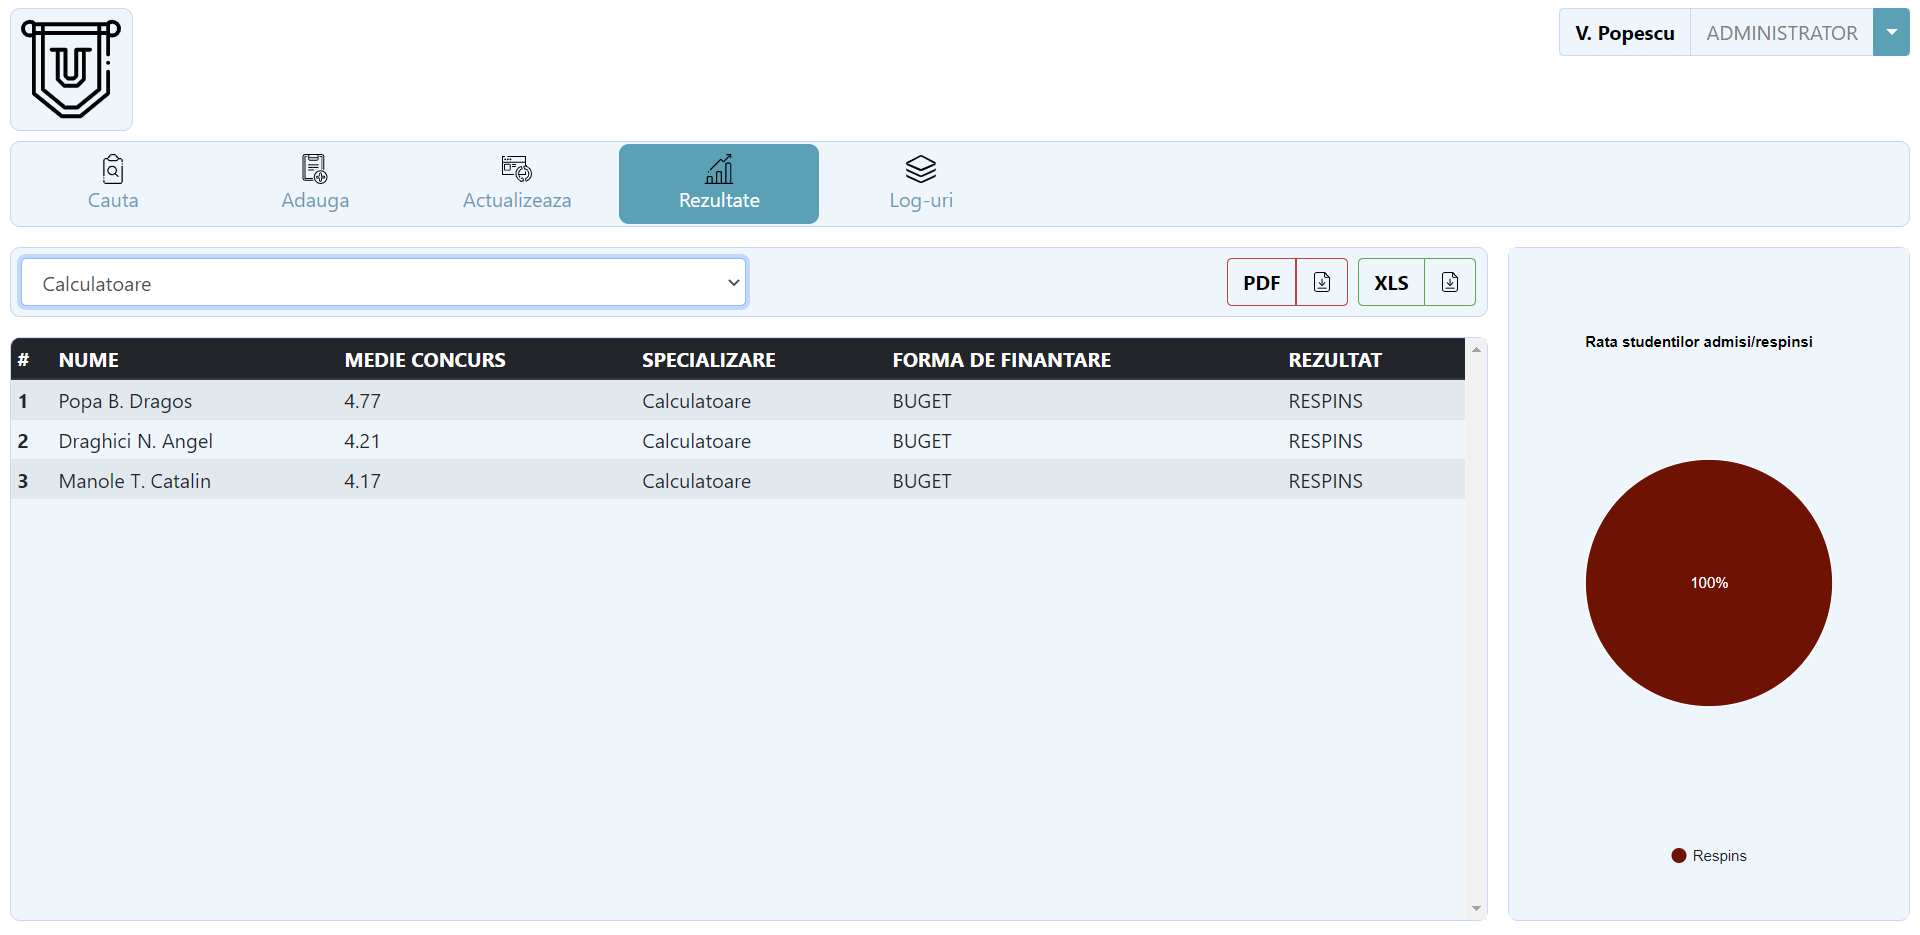 U
V. Popescu ADMINISTRATOR
Cauta Adauga Actualizeaza Rezultate Log-uri
Calculatoare PDF XLS
# NUME MEDIE CONCURS SPECIALIZARE FORMA DE FINANTARE REZULTAT
1 Popa B. Dragos 4.77 Calculatoare BUGET RESPINS
2 Draghici N. Angel 4.21 Calculatoare BUGET RESPINS
3 Manole T. Catalin 4.17 Calculatoare BUGET RESPINS
Rata studentilor admisi/respinsi
100%
Respins